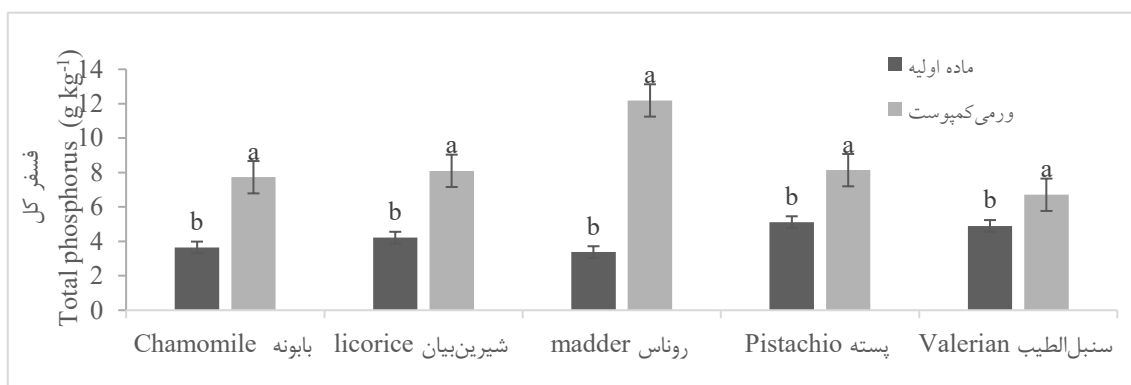 فسفر کل
Total phosphorus (g kg-1)
14
12
10
8
6
4
2
0
ماده اولیه
ورمی‌کمپوست
b
a
b
a
b
a
b
a
b
a
Chamomile بابونه
licorice شیرین‌بیان
madder روناس
Pistachio پسته
Valerian سنبل‌الطیب